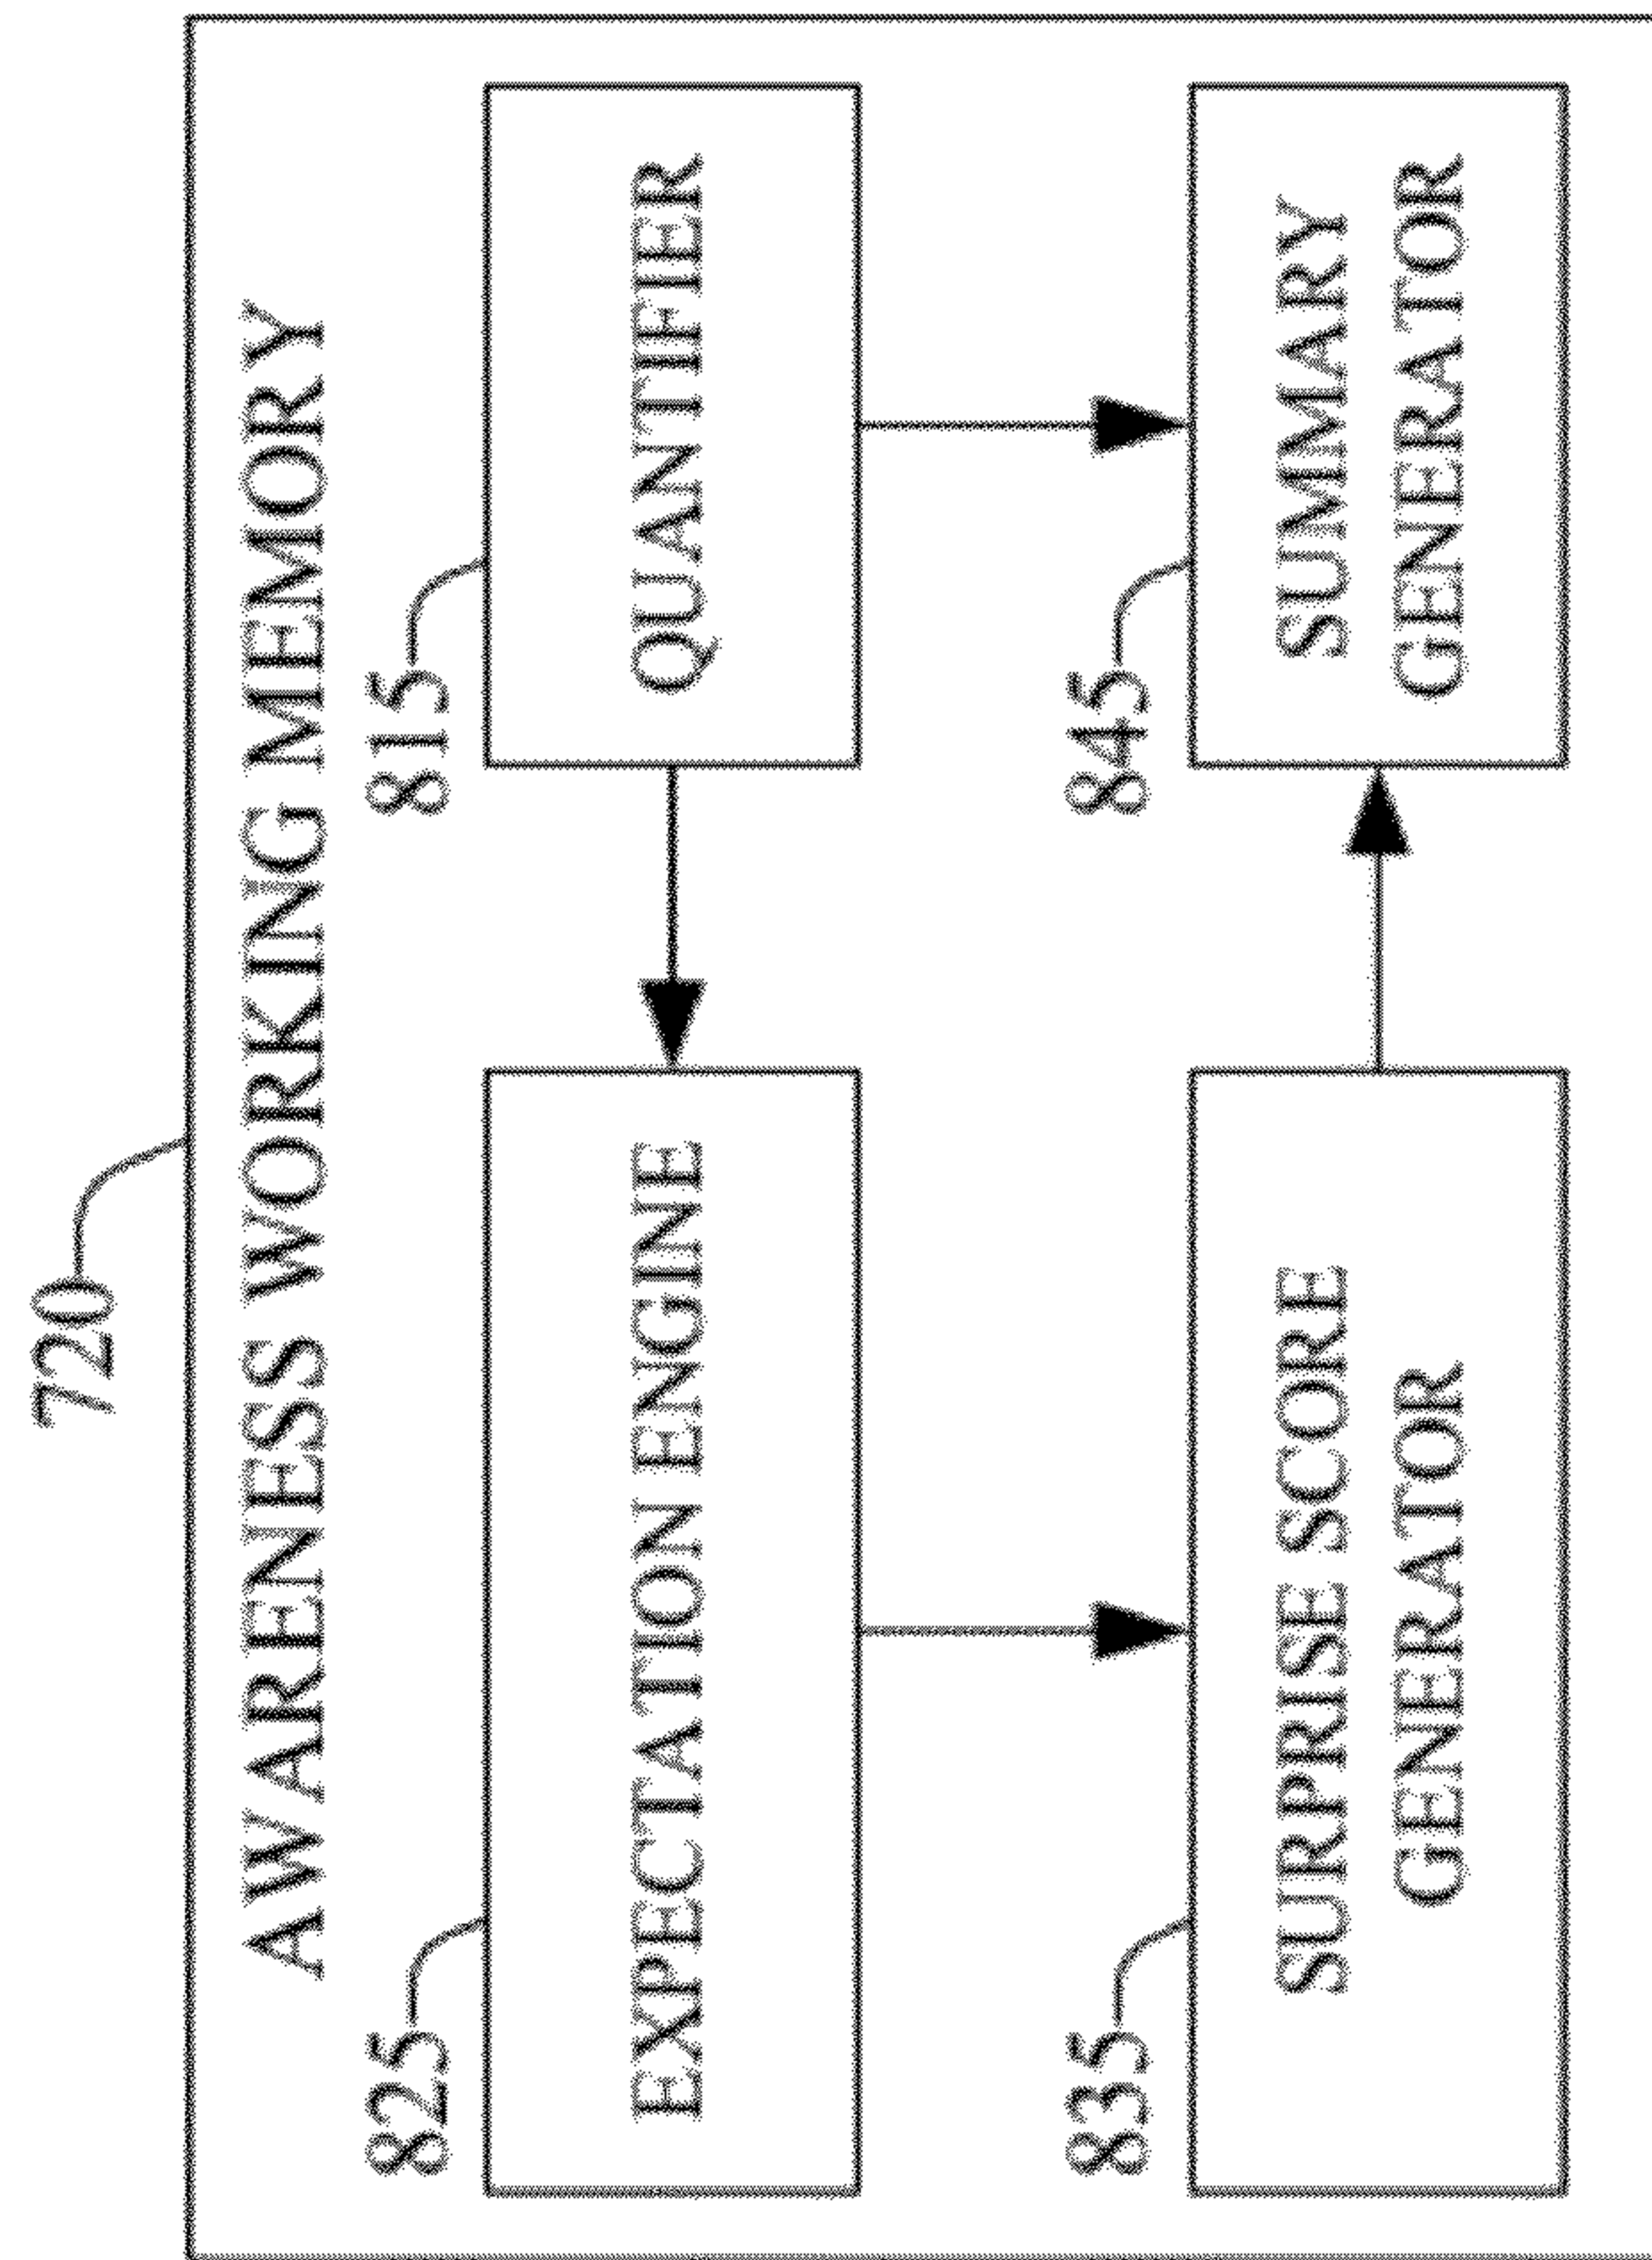 720
AWARENESS WORKING MEMORY
825
EXPECTATION ENGINE
815
QUANTIFIER
835
SURPRISE SCORE
GENERATOR
845
SUMMARY
GENERATOR